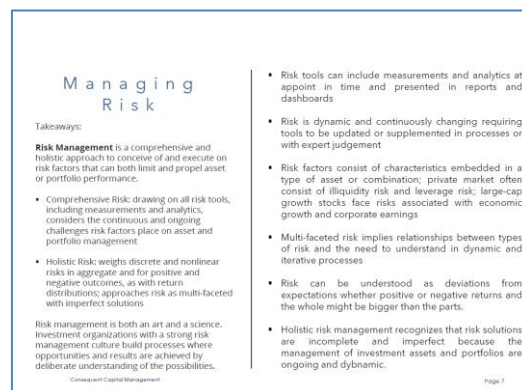 Managing
Risk
Takeaways:
Risk Management is a comprehensive and
holistic approach to conceive of and execute on
risk factors that can both limit and propel asset
or portfolio performance.
▪ Comprehensive Risk: drawing on all risk tools,
including measurements and analytics,
considers the continuous and ongoing
challenges risk factors place on asset and
portfolio management
▪ Holistic Risk: weighs discrete and nonlinear
risks in aggregate and for positive and
negative outcomes, as with return
distributions; approaches risk as multi-faceted
with imperfect solutions
Risk management is both an art and a science.
Investment organizations with a strong risk
management culture build processes where
opportunities and results are achieved by
deliberate understanding of the possibilities.
▪ Risk tools can include measurements and analytics at
appoint in time and presented in reports and
dashboards
▪ Risk is dynamic and continuously changing requiring
tools to be updated or supplemented in processes or
with expert judgement
▪ Risk factors consist of characteristics embedded in a
type of asset or combination; private market often
consist of illiquidity risk and leverage risk; large-cap
growth stocks face risks associated with economic
growth and corporate earnings
▪ Multi-faceted risk implies relationships between types
of risk and the need to understand in dynamic and
iterative processes
▪ Risk can be understood as deviations from
expectations whether positive or negative returns and
the whole might be bigger than the parts.
▪ Holistic risk management recognizes that risk solutions
are incomplete and imperfect because the
management of investment assets and portfolios are
ongoing and dybnamic.
Consequent Capital Management
Page 7